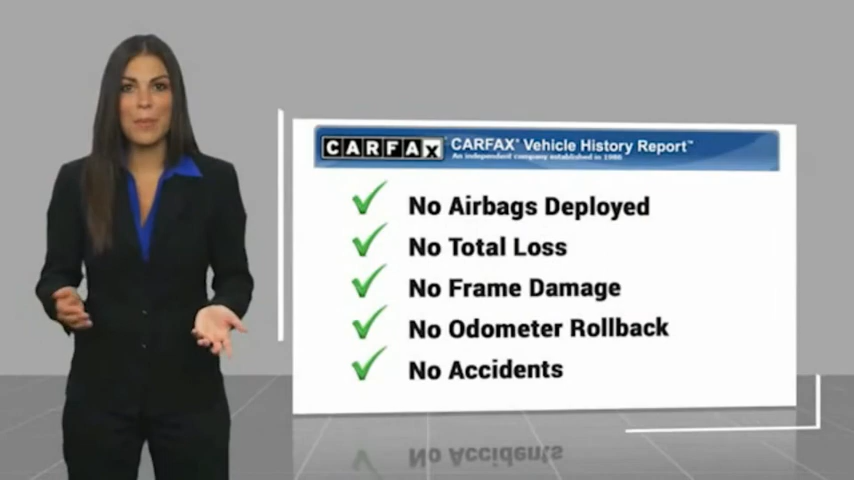 CARFAX CARFAX® Vehicle History Report™
An independent company established in 1986
No Airbags Deployed
No Total Loss
No Frame Damage
No Odometer Rollback
No Accidents
No Accidents